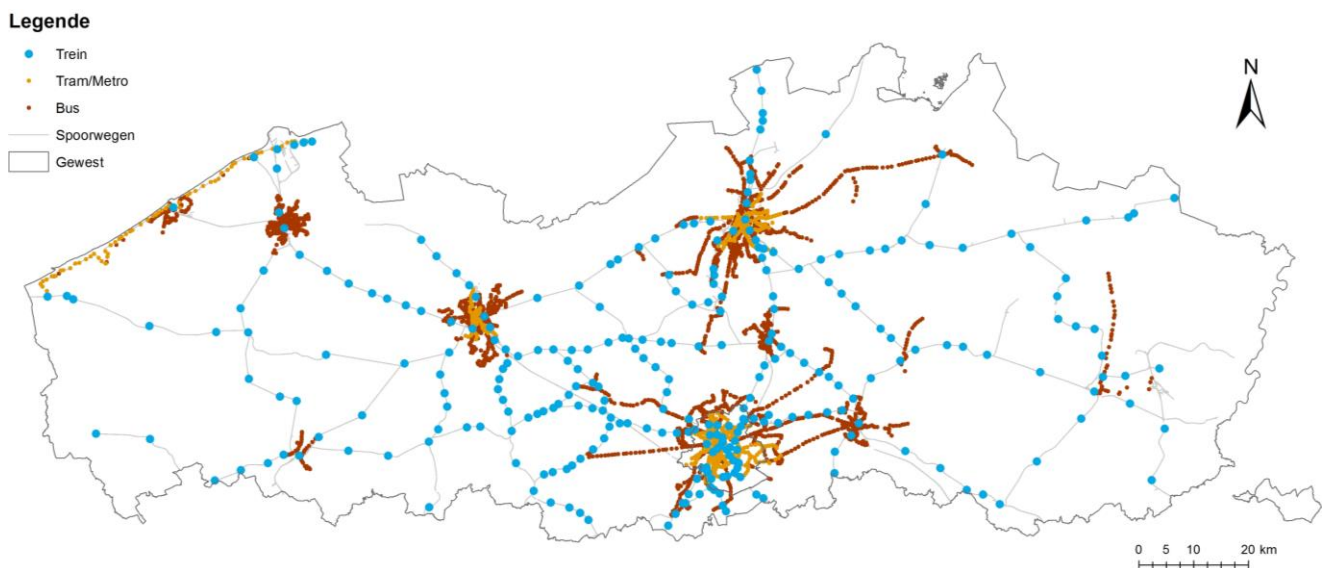 Legende
Trein
Tram/Metro
Bus
Spoorwegen
Gewest
N
0 5 10 20 km